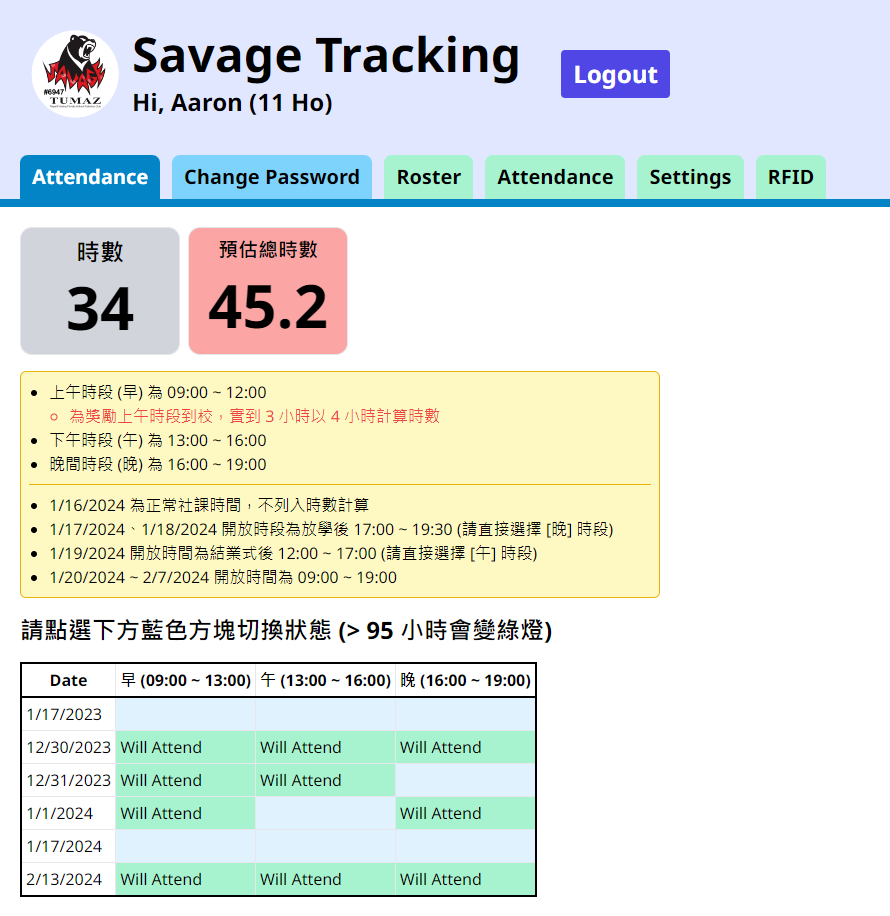 SAVAGE
#6947
TUMAZ
Savage Tracking
Hi, Aaron (11 Ho)
Logout
Attendance
Change Password
Roster
Attendance
Settings
RFID
時數
34
預估總時數
45.2
上午時段 (早) 為 09:00 ~ 12:00
為獎勵上午時段到校，實到 3 小時以 4 小時計算時數
下午時段 (午) 為 13:00 ~ 16:00
晚間時段 (晚) 為 16:00 ~ 19:00
1/16/2024 為正常社課時間，不列入時數計算
1/17/2024、1/18/2024 開放時段為放學後 17:00 ~ 19:30 (請直接選擇 [晚] 時段)
1/19/2024 開放時間為結業式後 12:00 ~ 17:00 (請直接選擇 [午] 時段)
1/20/2024 ~ 2/7/2024 開放時間為 09:00 ~ 19:00
請點選下方藍色方塊切換狀態 (> 95 小時會變綠燈)
Date 早 (09:00 ~ 13:00) 午 (13:00 ~ 16:00) 晚 (16:00 ~ 19:00)
1/17/2023
12/30/2023 Will Attend Will Attend Will Attend
12/31/2023 Will Attend Will Attend
1/1/2024 Will Attend Will Attend
1/17/2024
2/13/2024 Will Attend Will Attend Will Attend